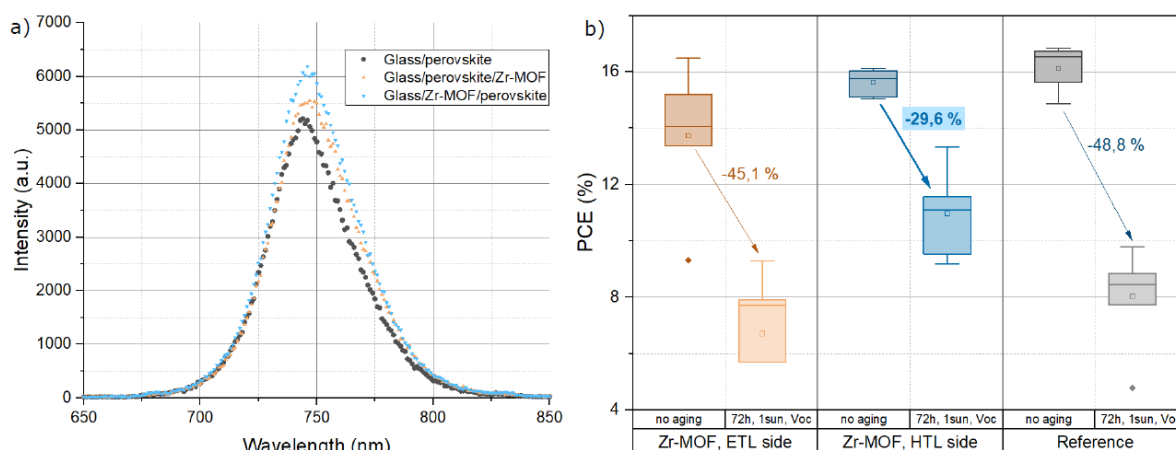 a)
7000
6000
5000
4000
3000
2000
1000
0
Intensity (a.u.)
Glass/perovskite
Glass/perovskite/Zr-MOF
Glass/Zr-MOF/perovskite
650 700 750 800 850
Wavelength (nm)
b)
16
12
8
4
PCE (%)
-45,1 %
-29,6 %
-48,8 %
no aging 72h, 1sun, Voc no aging 72h, 1sun, Voc no aging 72h, 1sun, Voc
Zr-MOF, ETL side Zr-MOF, HTL side Reference